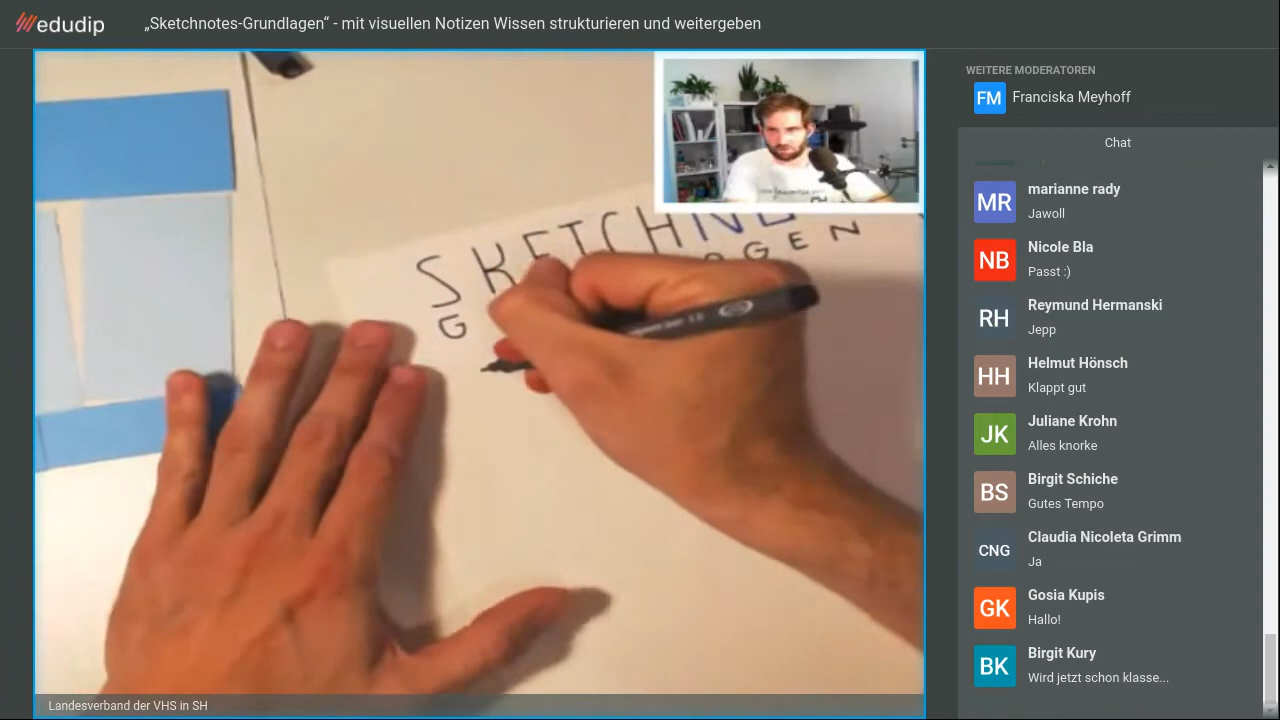 edudip
„Sketchnotes-Grundlagen“ - mit visuellen Notizen Wissen strukturieren und weitergeben
WEITERE MODERATOREN
FM
Franciska Meyhoff
Chat
MR
marianne rady
Jawoll
NB
Nicole Bla
Passt :)
RH
Reymund Hermanski
Jepp
HH
Helmut Hönsch
Klappt gut
JK
Juliane Krohn
Alles knorke
BS
Birgit Schiche
Gutes Tempo
CNG
Claudia Nicoleta Grimm
Ja
GK
Gosia Kupis
Hallo!
BK
Birgit Kury
Wird jetzt schon klasse...
SKETCHN
G
GEN
Landesverband der VHS in SH